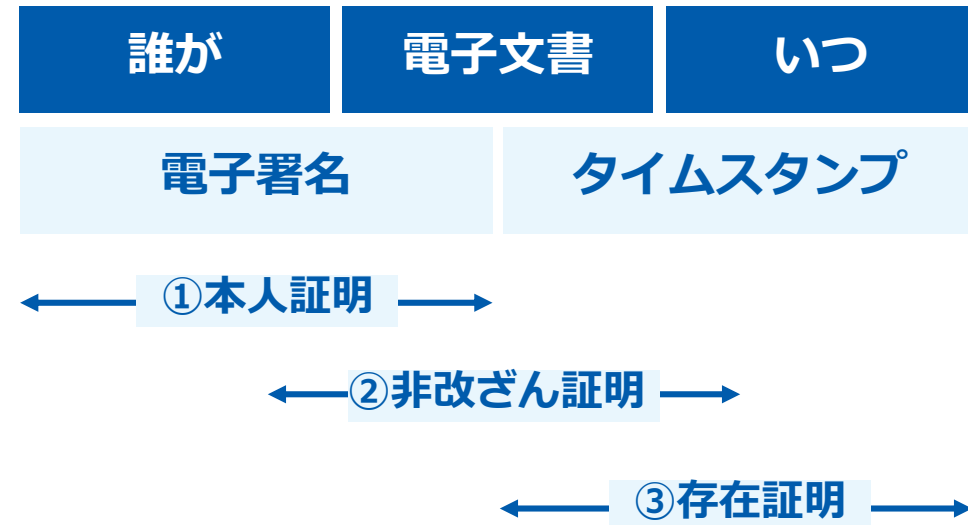 誰が
電子文書
いつ
電子署名
タイムスタンプ
①本人証明
②非改ざん証明
③存在証明